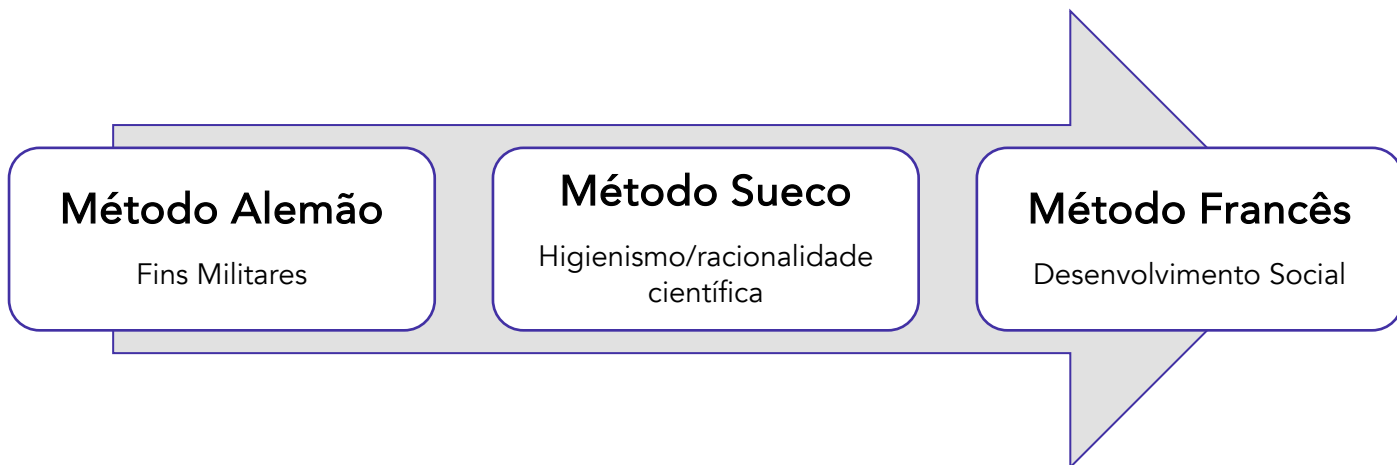 Método Alemão
Fins Militares
Método Sueco
Higienismo/racionalidade
científica
Método Francês
Desenvolvimento Social